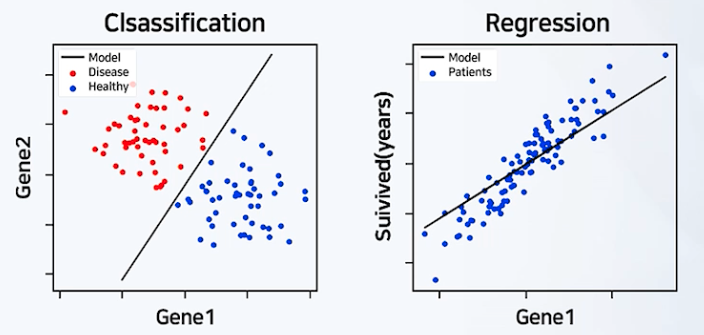 Clsassification
Model
Disease
Healthy
Gene2
Gene1
Regression
Model
Patients
Suivived(years)
Gene1